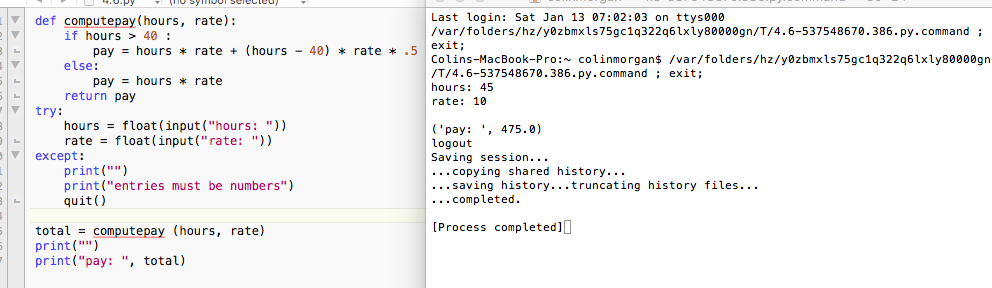 4.6.py (no symbol selected)
def computepay(hours, rate):
if hours > 40 :
pay = hours * rate + (hours - 40) * rate * .5
else:
pay = hours * rate
return pay
try:
hours = float(input("hours: "))
rate = float(input("rate: "))
except:
print("")
print("entries must be numbers")
quit()
total = computepay (hours, rate)
print("")
print("pay: ", total)
Last login: Sat Jan 13 07:02:03 on ttys000
/var/folders/hz/y0zbmxls75gc1q322q6lxly80000gn/T/4.6-537548670.386.py.command ;
exit;
Colins-MacBook-Pro:~ colinmorgan$ /var/folders/hz/y0zbmxls75gc1q322q6lxly80000gn
/T/4.6-537548670.386.py.command ; exit;
hours: 45
rate: 10
('pay: ', 475.0)
logout
Saving session...
...copying shared history...
...saving history...truncating history files...
...completed.
[Process completed]